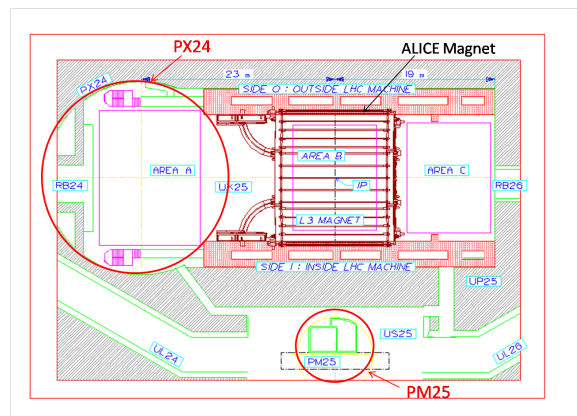 PX24
ALICE Magnet
PX24
23 m
19 m
SIDE O : OUTSIDE LHC MACHINE
AREA A
AREA B
AREA C
RB24
UX25
IP
RB26
L3 MAGNET
SIDE I : INSIDE LHC MACHINE
UP25
US25
UL24
UL26
PM25
PM25